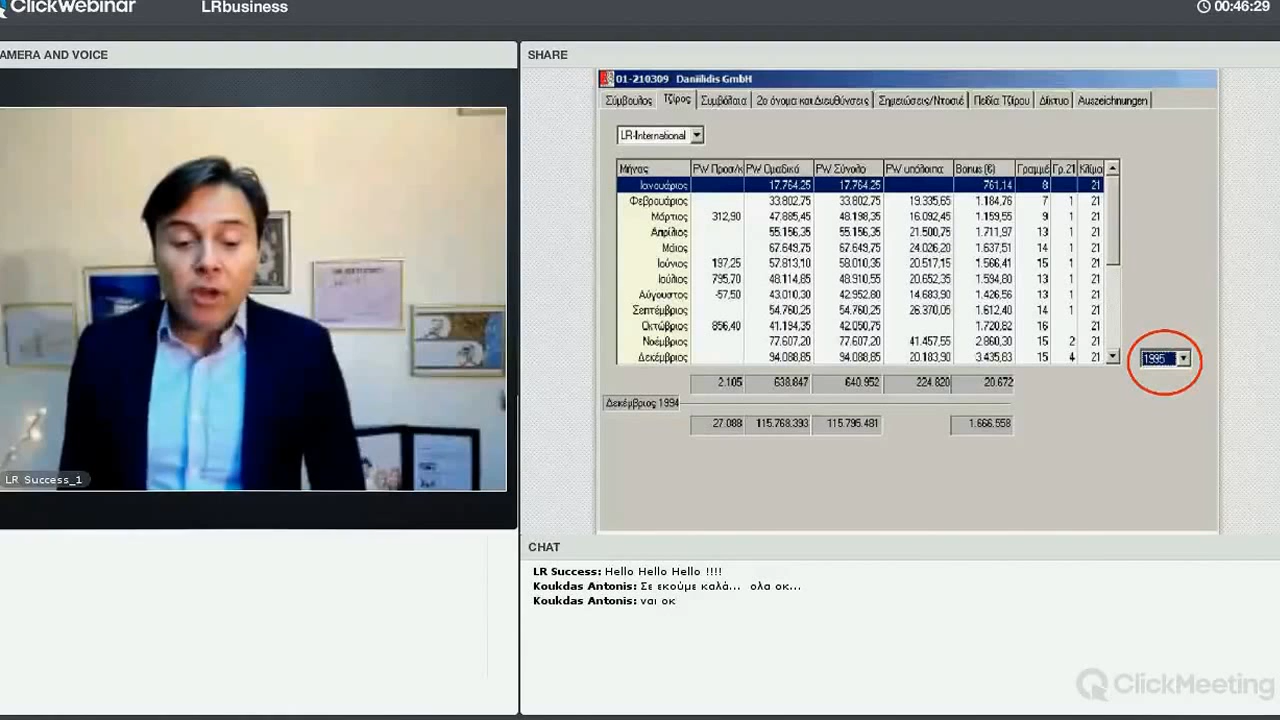 ClickWebinar LRbusiness 00:46:29
AMERA AND VOICE
LR Success_1
SHARE
01-210309 Daniilidis GmbH
Σύμβουλος Τζίρος Συμβόλαια 2ο όνομα και Διευθύνσεις Σημειώσεις/Ντοσιέ Πεδία Τζίρου Δίκτυο Auszeichnungen
LR-International
Μήνας PW Προσ/κ PW Ομαδικό PW Σύνολο PW υπόλοιπα Bonus (€) Γραμμέ Γρ.21 Κλίμα
Ιανουάριος 17.764,25 17.764,25 761,14 8 21
Φεβρουάριος 33.802,75 33.802,75 19.335,65 1.184,76 7 1 21
Μάρτιος 312,90 47.885,45 48.198,35 16.092,45 1.159,55 9 1 21
Απρίλιος 55.156,35 55.156,35 21.500,75 1.711,97 13 1 21
Μάιος 67.649,75 67.649,75 24.026,20 1.637,51 14 1 21
Ιούνιος 197,25 57.813,10 58.010,35 20.517,15 1.566,41 15 1 21
Ιούλιος 795,70 48.114,85 48.910,55 20.652,35 1.594,80 13 1 21
Αύγουστος -57,50 43.010,30 42.952,80 14.683,90 1.426,56 13 1 21
Σεπτέμβριος 54.760,25 54.760,25 26.370,05 1.612,40 14 1 21
Οκτώβριος 856,40 41.194,35 42.050,75 1.720,82 16 21
Νοέμβριος 77.607,20 77.607,20 41.457,55 2.860,30 15 2 21
Δεκέμβριος 94.088,85 94.088,85 20.183,90 3.435,83 15 4 21
1995
2.105 638.847 640.952 224.820 20.672
Δεκέμβριος 1994
27.088 115.768.393 115.795.481 1.666.558
CHAT
LR Success: Hello Hello Hello !!!!
Koukdas Antonis: Σε εκούμε καλά... ολα οκ...
Koukdas Antonis: ναι οκ
ClickMeeting